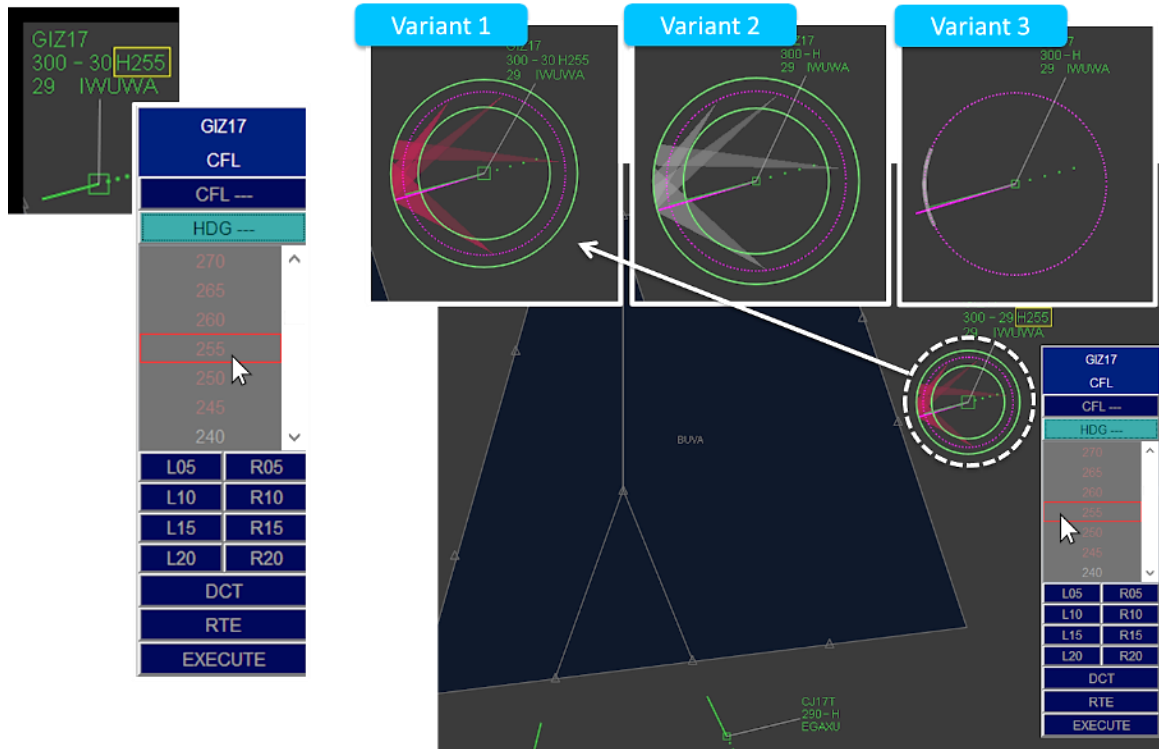 GIZ17
300 - 30 H255
29 IWUWA
GIZ17
CFL
CFL ---
HDG ---
270
265
260
255
250
245
240
L05 R05
L10 R10
L15 R15
L20 R20
DCT
RTE
EXECUTE
Variant 1
GIZ17
300 - 30 H255
29 IWUWA
Variant 2
300 - H
29 IWUWA
Variant 3
300 - H
29 IWUWA
300 - 29 H255
29 IWUWA
BUVA
GIZ17
CFL
CFL ---
HDG ---
270
265
260
255
250
245
240
L05 R05
L10 R10
L15 R15
L20 R20
DCT
RTE
EXECUTE
CJ17T
290 - H
EGAXU